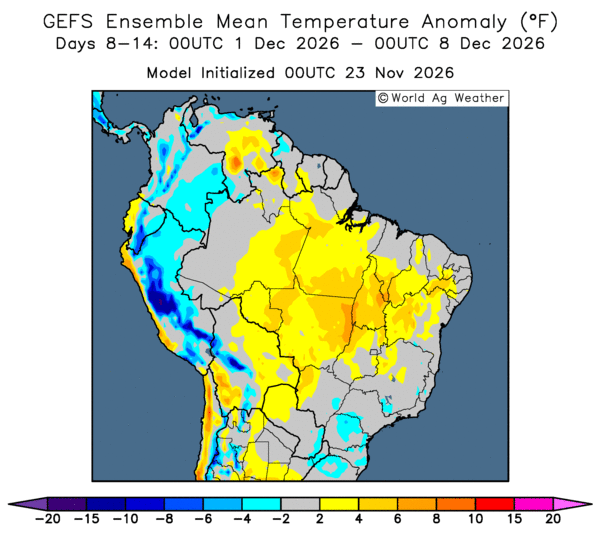 GEFS Ensemble Mean Temperature Anomaly (°F)
Days 8-14: 00UTC 1 Dec 2026 - 00UTC 8 Dec 2026
Model Initialized 00UTC 23 Nov 2026
© World Ag Weather
-20 -15 -10 -8 -6 -4 -2 2 4 6 8 10 15 20